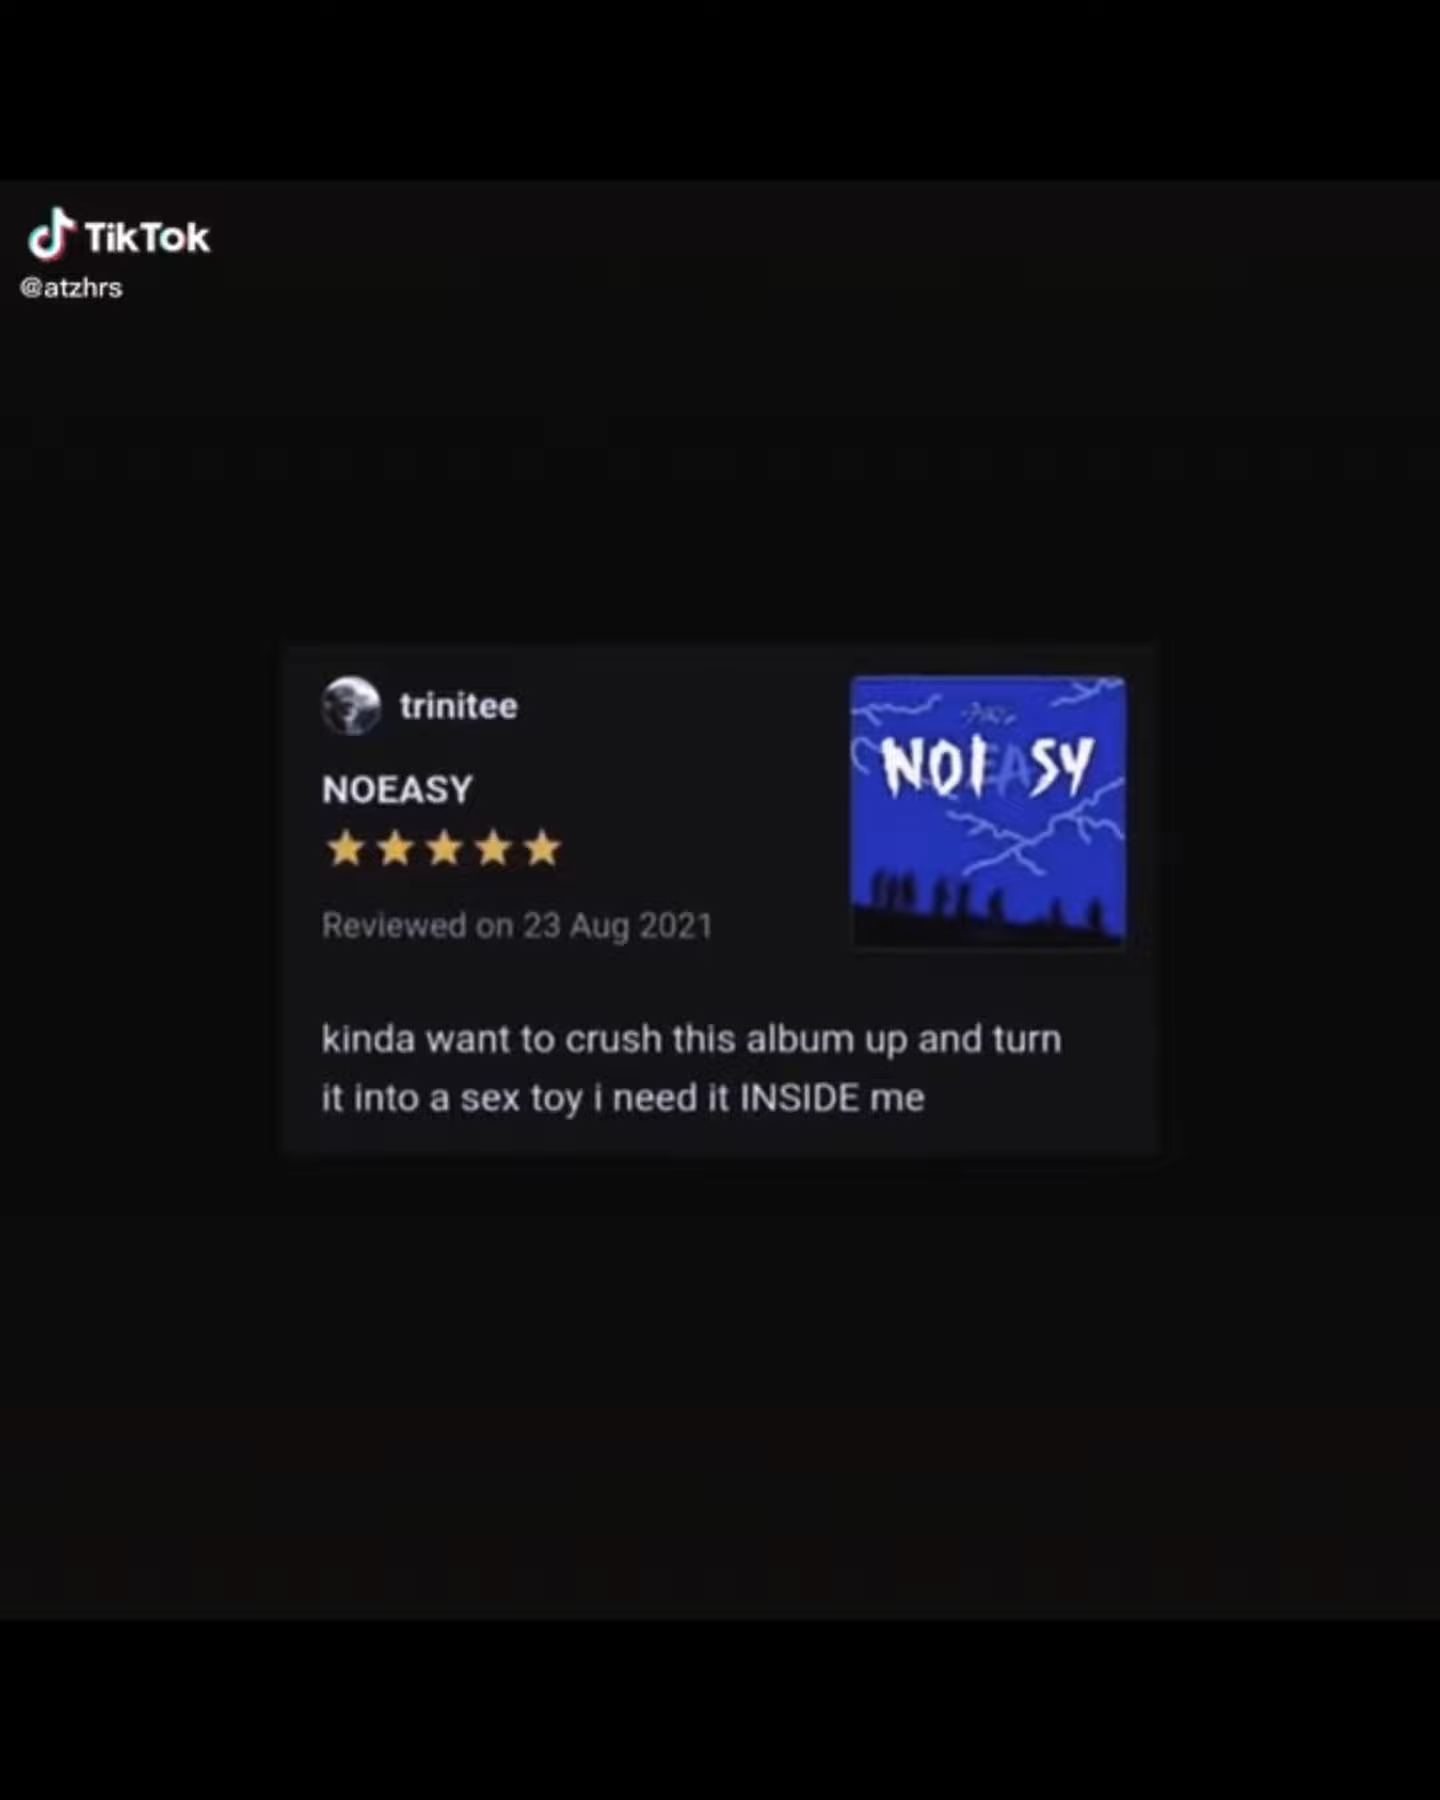 TikTok
@atzhrs
trinitee
NOEASY
Reviewed on 23 Aug 2021
NOIEASY
kinda want to crush this album up and turn
it into a sex toy i need it INSIDE me